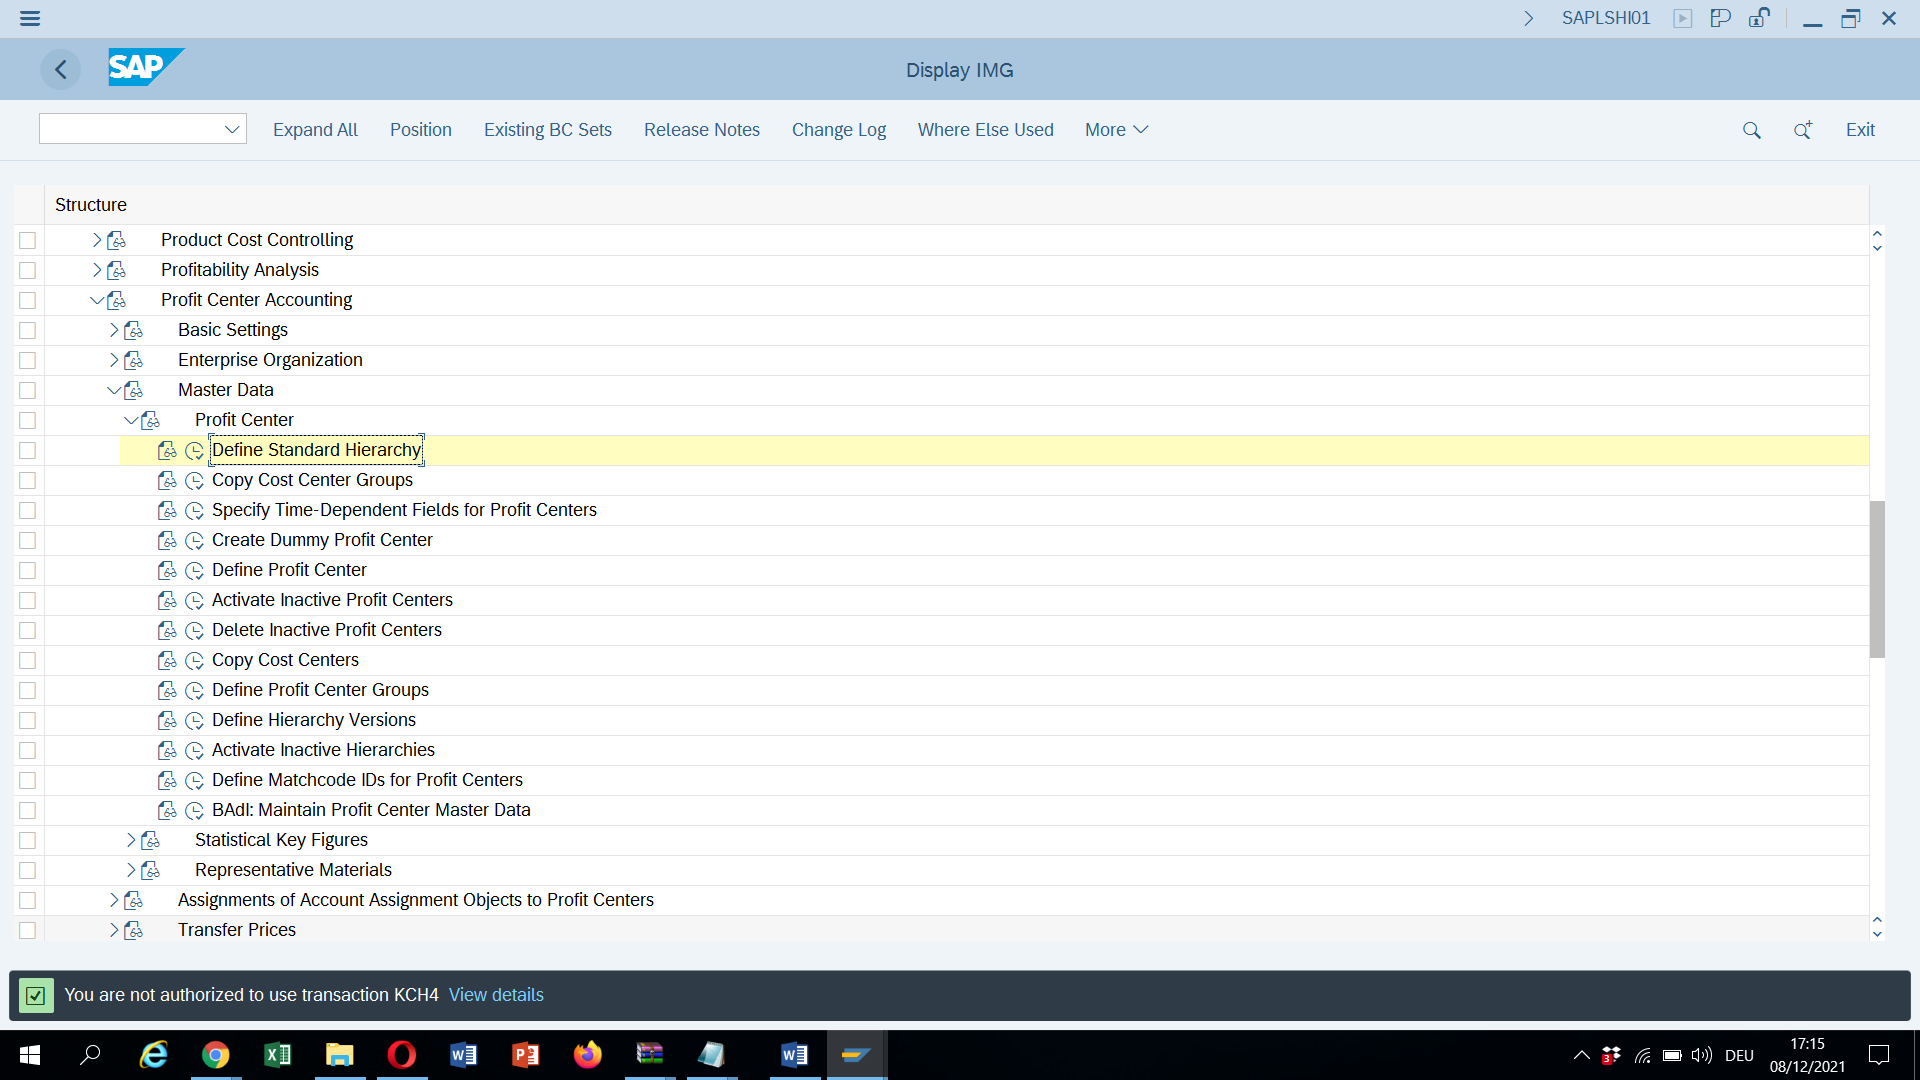 SAPLSHI01
SAP
Display IMG
Expand All Position Existing BC Sets Release Notes Change Log Where Else Used More Exit
Structure
Product Cost Controlling
Profitability Analysis
Profit Center Accounting
Basic Settings
Enterprise Organization
Master Data
Profit Center
Define Standard Hierarchy
Copy Cost Center Groups
Specify Time-Dependent Fields for Profit Centers
Create Dummy Profit Center
Define Profit Center
Activate Inactive Profit Centers
Delete Inactive Profit Centers
Copy Cost Centers
Define Profit Center Groups
Define Hierarchy Versions
Activate Inactive Hierarchies
Define Matchcode IDs for Profit Centers
BAdI: Maintain Profit Center Master Data
Statistical Key Figures
Representative Materials
Assignments of Account Assignment Objects to Profit Centers
Transfer Prices
You are not authorized to use transaction KCH4 View details
3 DEU 17:15
08/12/2021